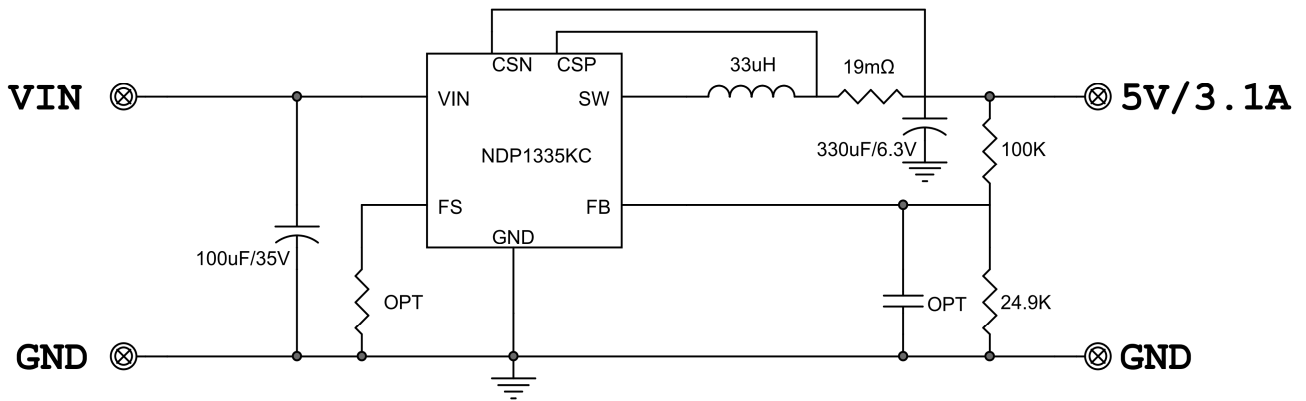 CSN
CSP
33uH
19mΩ
VIN
VIN
SW
5V/3.1A
330uF/6.3V
100K
NDP1335KC
FS
FB
GND
100uF/35V
OPT
OPT
24.9K
GND
GND